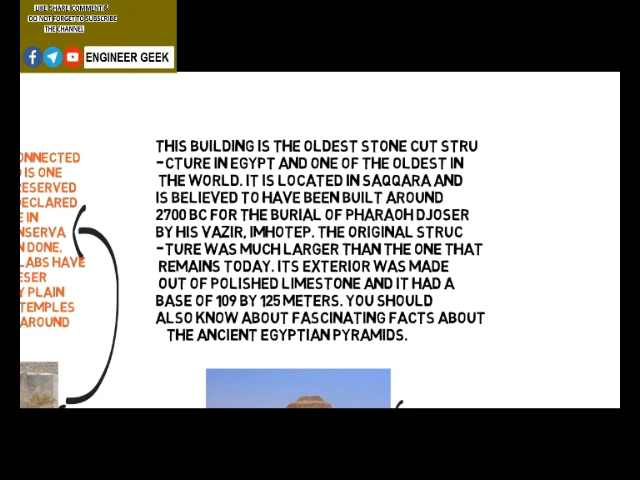 LIKE SHARE COMMENT &
DO NOT FORGET TO SUBSCRIBE
THE CHANNEL
ENGINEER GEEK
ONNECTED
IS ONE
RESERVED
DECLARED
E IN
NSERVA
N DONE.
LABS HAVE
ESER
Y PLAIN
TEMPLES
AROUND
THIS BUILDING IS THE OLDEST STONE CUT STRU
-CTURE IN EGYPT AND ONE OF THE OLDEST IN
THE WORLD. IT IS LOCATED IN SAQQARA AND
IS BELIEVED TO HAVE BEEN BUILT AROUND
2700 BC FOR THE BURIAL OF PHARAOH DJOSER
BY HIS VAZIR, IMHOTEP. THE ORIGINAL STRUC
-TURE WAS MUCH LARGER THAN THE ONE THAT
REMAINS TODAY. ITS EXTERIOR WAS MADE
OUT OF POLISHED LIMESTONE AND IT HAD A
BASE OF 109 BY 125 METERS. YOU SHOULD
ALSO KNOW ABOUT FASCINATING FACTS ABOUT
THE ANCIENT EGYPTIAN PYRAMIDS.